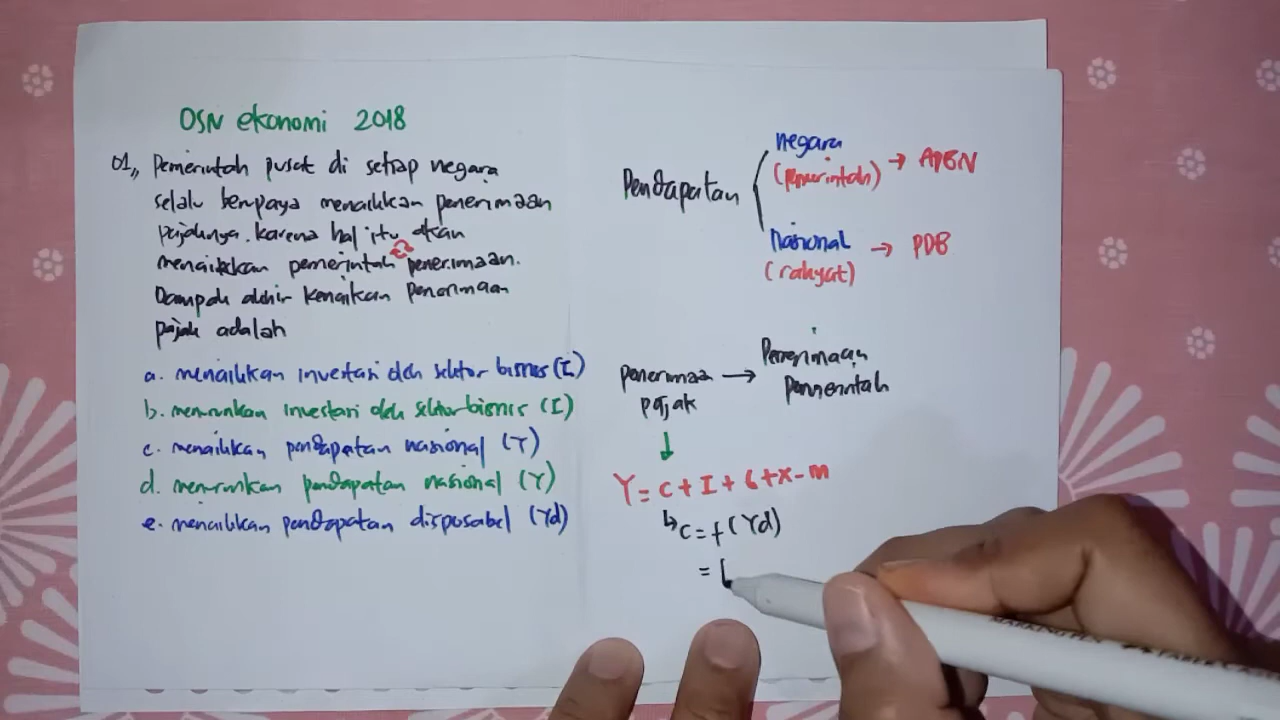 OSN ekonomi 2018
01,, Pemerintah pusat di setiap negara
selalu berupaya menaikkan penerimaan
pajaknya. karena hal itu akan
menaikkan pemerintah penerimaan.
Dampak akhir kenaikan penerimaan
pajak adalah
a. menaikkan investasi oleh sektor bisnis (I)
b. menurunkan investasi oleh sektor bisnis (I)
c. menaikkan pendapatan nasional (Y)
d. menurunkan pendapatan nasional (Y)
e. menaikkan pendapatan disposabel (Yd)
Pendapatan
negara
(pemerintah) → APBN
nasional → PDB
(rakyat)
penerimaan → Penerimaan
pajak pemerintah
↓
Y = C + I + G + X - M
↳ C = f (Yd)
=